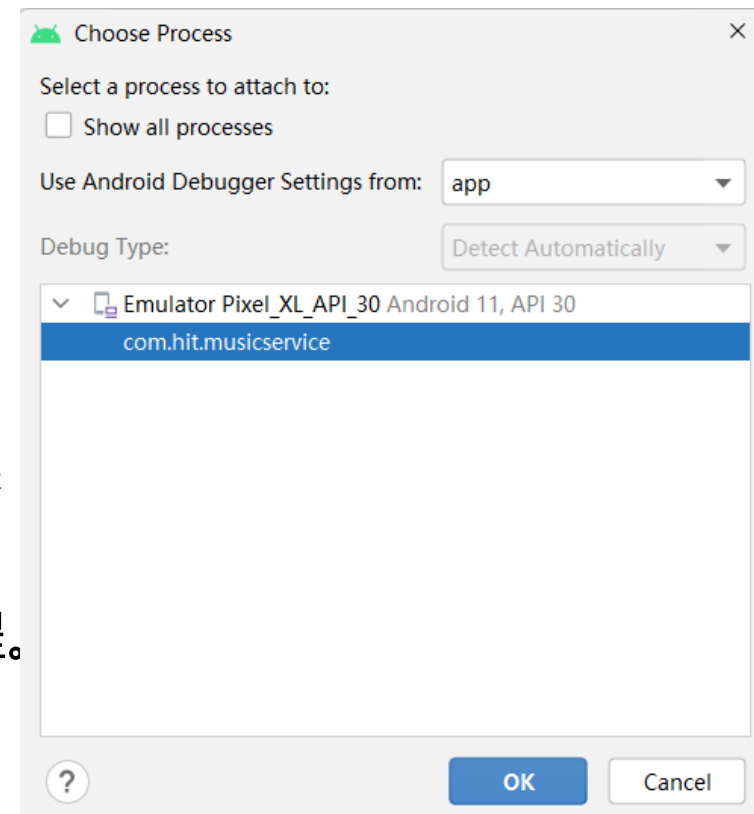 Choose Process
Select a process to attach to:
Show all processes
Use Android Debugger Settings from: app
Debug Type: Detect Automatically
Emulator Pixel_XL_API_30 Android 11, API 30
com.hit.musicservice
? OK Cancel